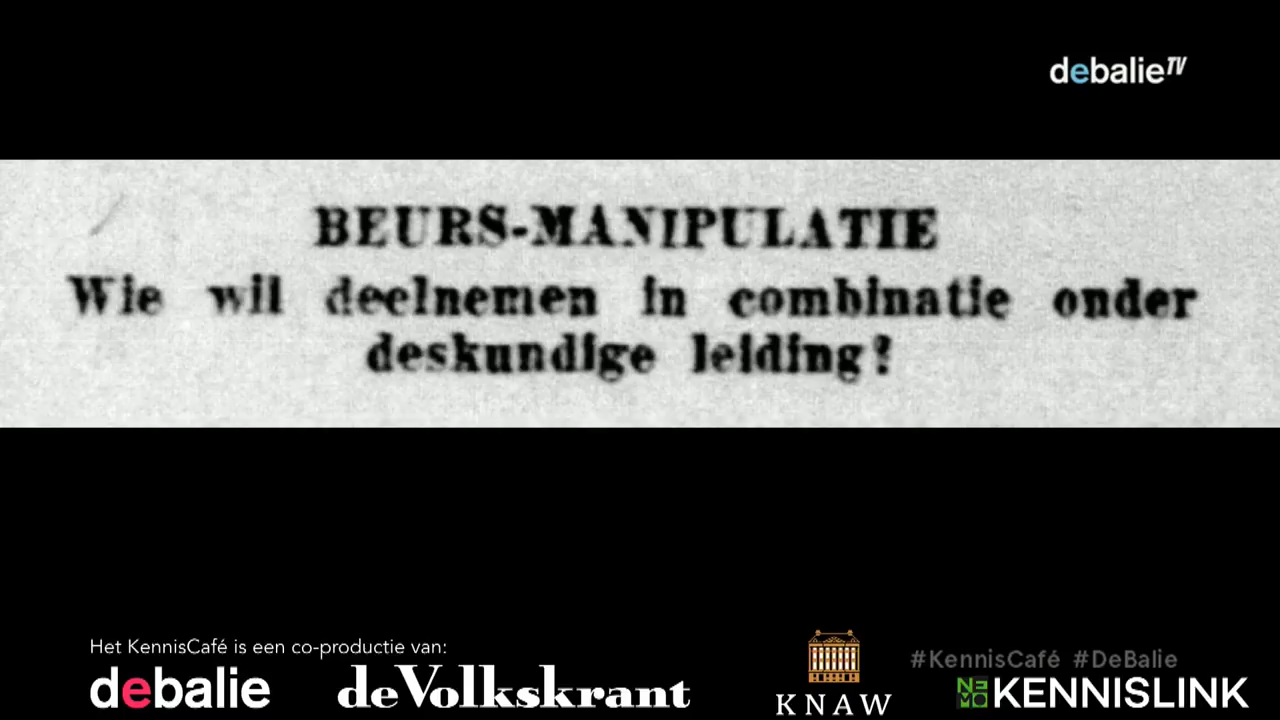 debalieTV
BEURS-MANIPULATIE
Wie wil deelnemen in combinatie onder
deskundige leiding?
Het KennisCafé is een co-productie van:
debalie
deVolkskrant
KNAW
#KennisCafé #DeBalie
NEMO KENNISLINK